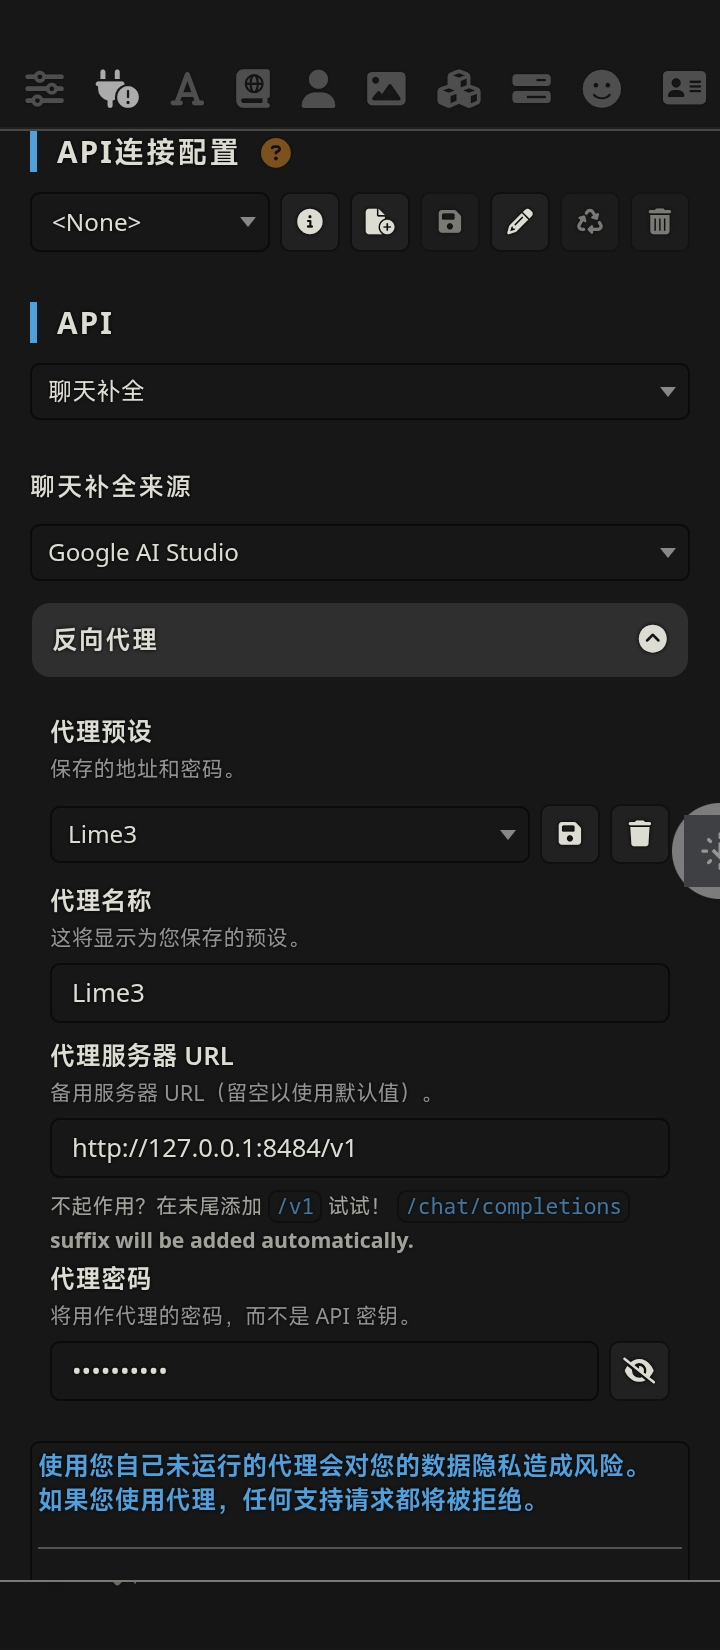 API连接配置 ?
<None>
API
聊天补全
聊天补全来源
Google AI Studio
反向代理
代理预设
保存的地址和密码。
Lime3
代理名称
这将显示为您保存的预设。
Lime3
代理服务器 URL
备用服务器 URL（留空以使用默认值）。
http://127.0.0.1:8484/v1
不起作用？在末尾添加 /v1 试试！ /chat/completions
suffix will be added automatically.
代理密码
将用作代理的密码，而不是 API 密钥。
••••••••••
使用您自己未运行的代理会对您的数据隐私造成风险。
如果您使用代理，任何支持请求都将被拒绝。